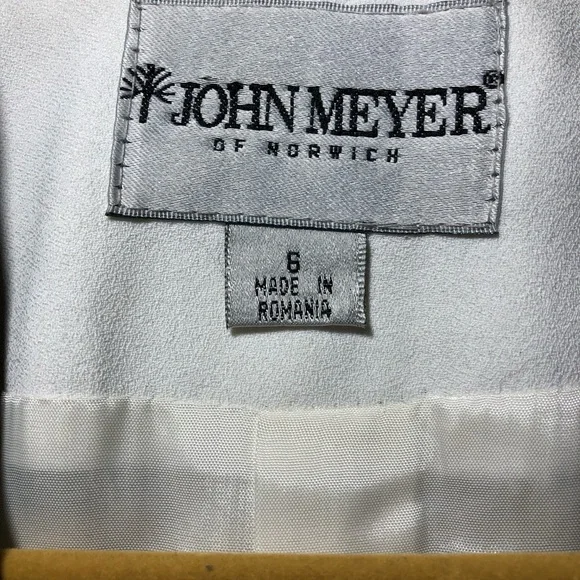 JOHN MEYER®
OF NORWICH
6
MADE IN
ROMANIA